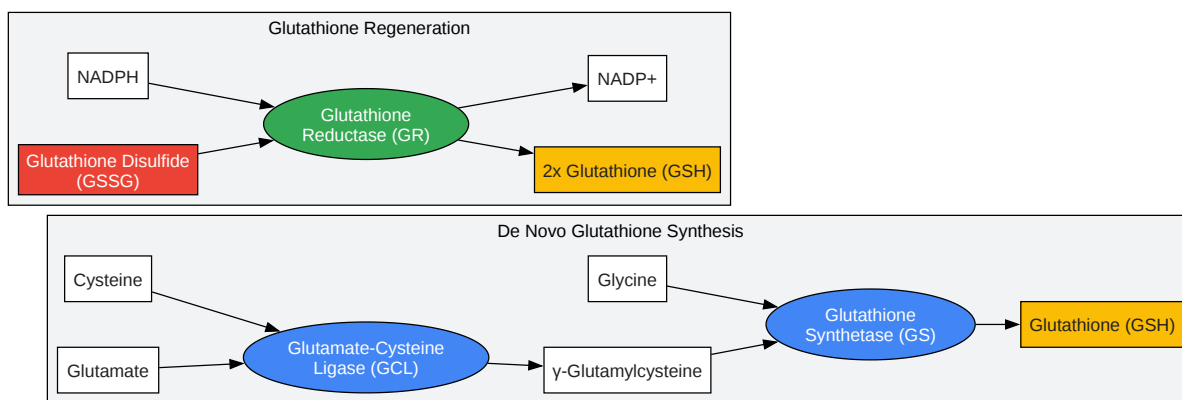 Glutathione Regeneration
NADPH
NADP+
Glutathione
Reductase (GR)
Glutathione Disulfide
(GSSG)
2x Glutathione (GSH)
De Novo Glutathione Synthesis
Cysteine
Glycine
Glutathione
Synthetase (GS)
Glutathione (GSH)
Glutamate-Cysteine
Ligase (GCL)
Glutamate
γ-Glutamylcysteine